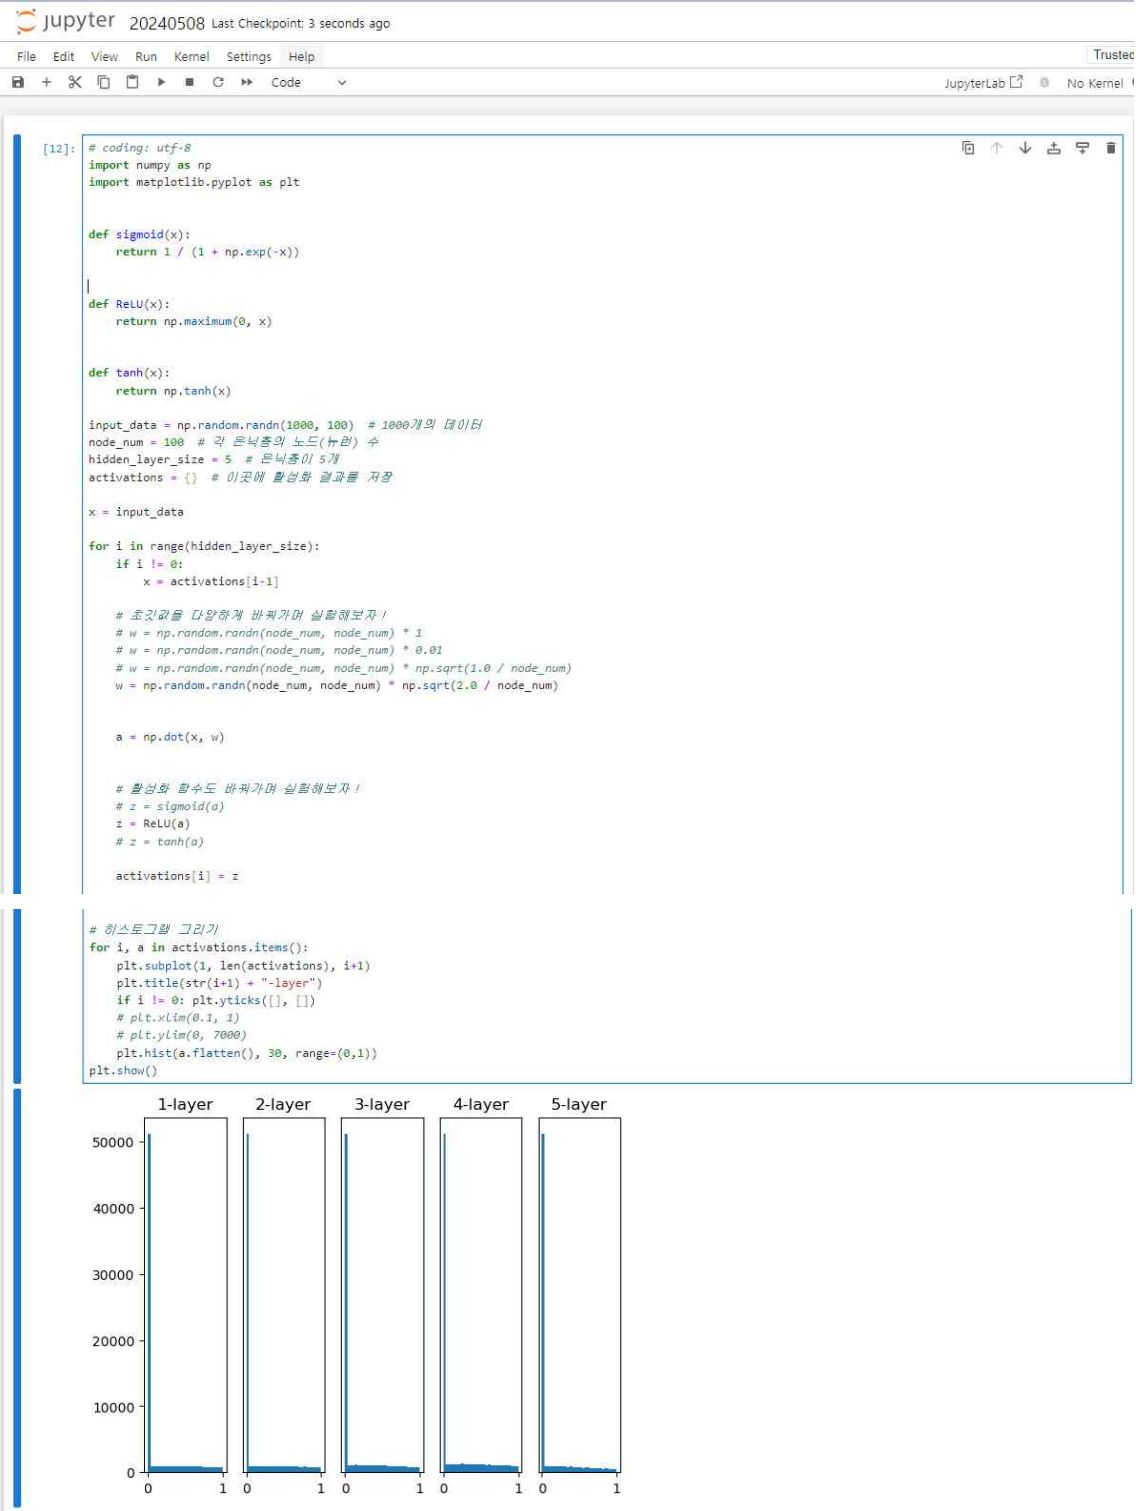 jupyter 20240508 Last Checkpoint: 3 seconds ago
File Edit View Run Kernel Settings Help Trusted
Code JupyterLab No Kernel
[12]:
# coding: utf-8
import numpy as np
import matplotlib.pyplot as plt
def sigmoid(x):
    return 1 / (1 + np.exp(-x))
def ReLU(x):
    return np.maximum(0, x)
def tanh(x):
    return np.tanh(x)
input_data = np.random.randn(1000, 100)  # 1000개의 데이터
node_num = 100  # 각 은닉층의 노드(뉴런) 수
hidden_layer_size = 5  # 은닉층이 5개
activations = {}  # 이곳에 활성화 결과를 저장
x = input_data
for i in range(hidden_layer_size):
    if i != 0:
        x = activations[i-1]
    # 초깃값을 다양하게 바꿔가며 실험해보자！
    # w = np.random.randn(node_num, node_num) * 1
    # w = np.random.randn(node_num, node_num) * 0.01
    # w = np.random.randn(node_num, node_num) * np.sqrt(1.0 / node_num)
    w = np.random.randn(node_num, node_num) * np.sqrt(2.0 / node_num)
    a = np.dot(x, w)
    # 활성화 함수도 바꿔가며 실험해보자！
    # z = sigmoid(a)
    z = ReLU(a)
    # z = tanh(a)
    activations[i] = z
# 히스토그램 그리기
for i, a in activations.items():
    plt.subplot(1, len(activations), i+1)
    plt.title(str(i+1) + "-layer")
    if i != 0: plt.yticks([], [])
    # plt.xlim(0.1, 1)
    # plt.ylim(0, 7000)
    plt.hist(a.flatten(), 30, range=(0,1))
plt.show()
1-layer 2-layer 3-layer 4-layer 5-layer
50000
40000
30000
20000
10000
0
0 1 0 1 0 1 0 1 0 1